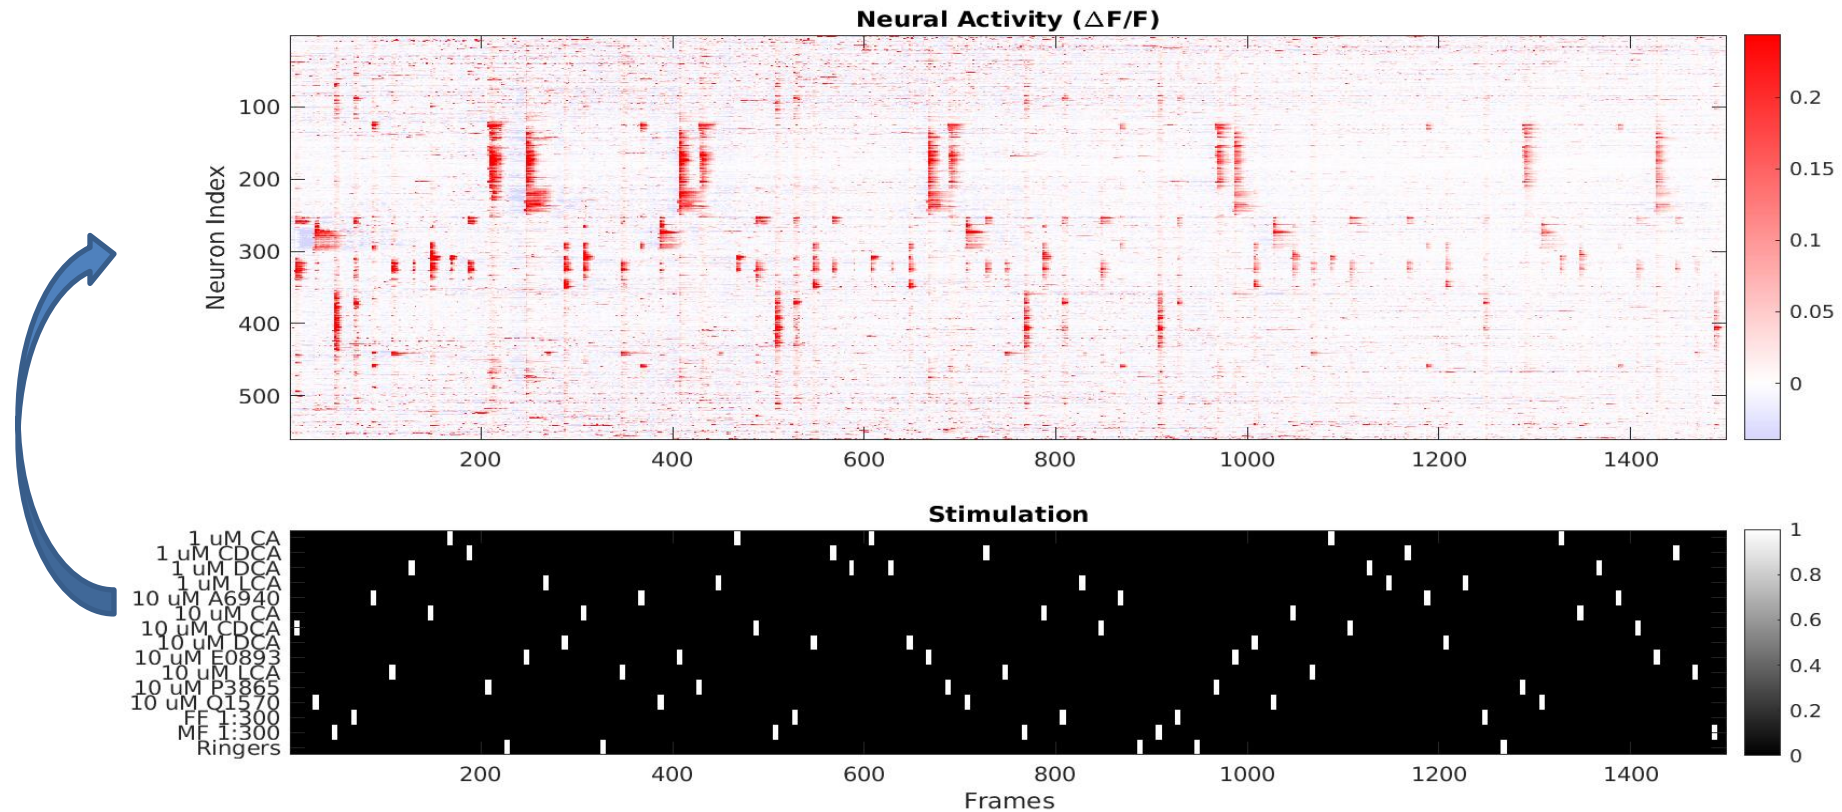 Neural Activity (ΔF/F)
Neuron Index
100
200
300
400
500
200
400
600
800
1000
1200
1400
0.2
0.15
0.1
0.05
0
Stimulation
1 uM CA
1 uM CDCA
1 uM DCA
1 uM LCA
10 uM A6940
10 uM CA
10 uM CDCA
10 uM DCA
10 uM E0893
10 uM LCA
10 uM P3865
10 uM Q1570
FF 1:300
MF 1:300
Ringers
200
400
600
800
1000
1200
1400
Frames
1
0.8
0.6
0.4
0.2
0